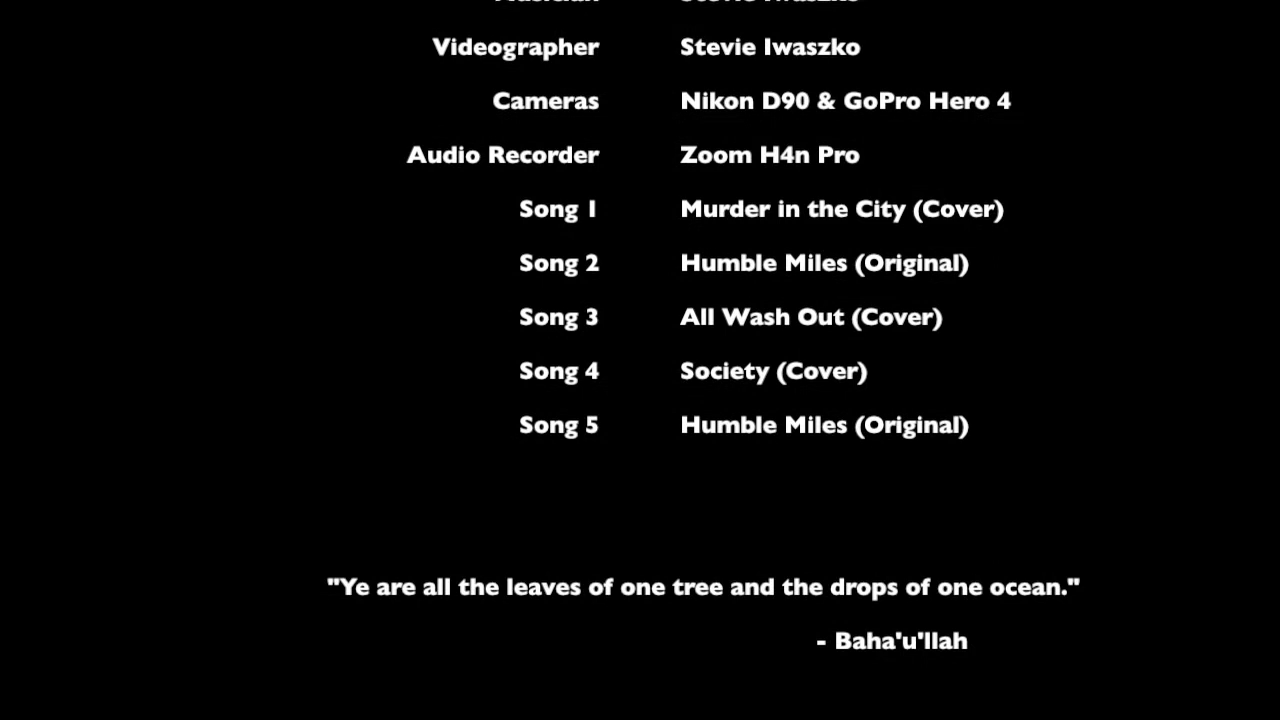 Musician Stevie Iwaszko
Videographer Stevie Iwaszko
Cameras Nikon D90 & GoPro Hero 4
Audio Recorder Zoom H4n Pro
Song 1 Murder in the City (Cover)
Song 2 Humble Miles (Original)
Song 3 All Wash Out (Cover)
Song 4 Society (Cover)
Song 5 Humble Miles (Original)
"Ye are all the leaves of one tree and the drops of one ocean."
- Baha'u'llah